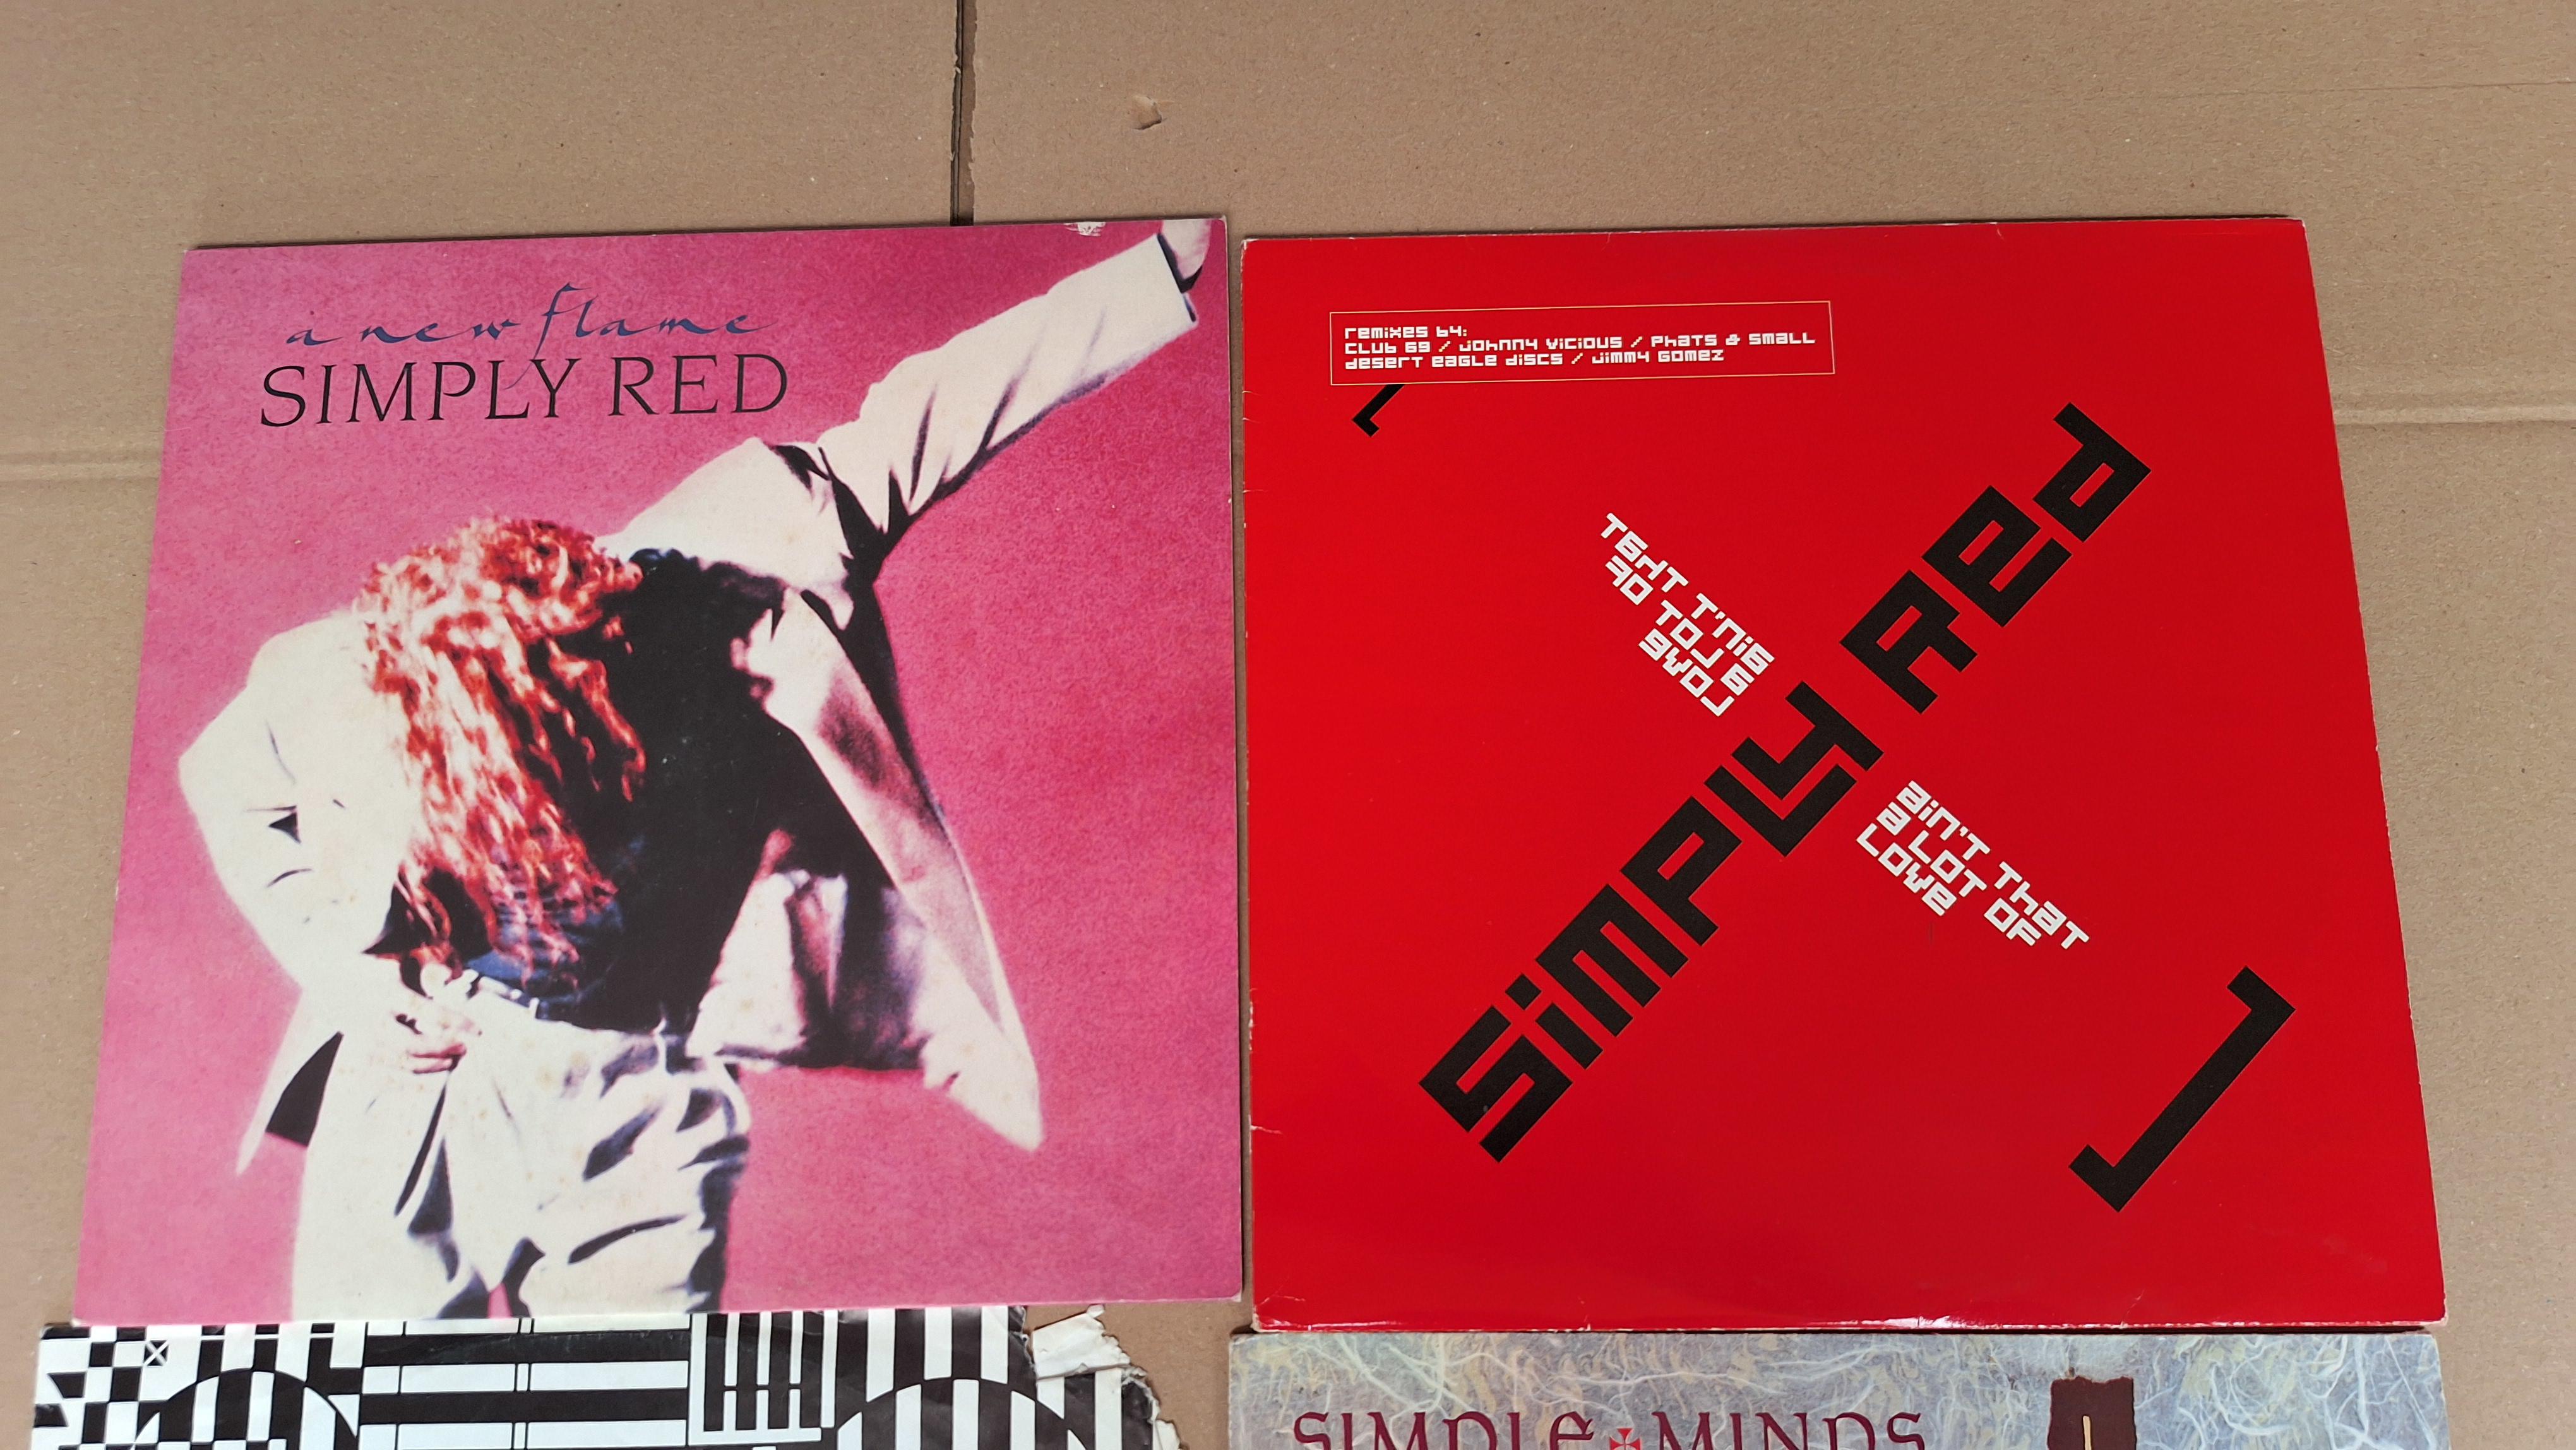 a new flame
SIMPLY RED
remixes by:
club 69 / Johnny Vicious / Phats & Small
desert eagle discs / Jimmy Gomez
Simply Red
ain't that
a lot of
love
ain't that
a lot of
love
SIMPLE MINDS